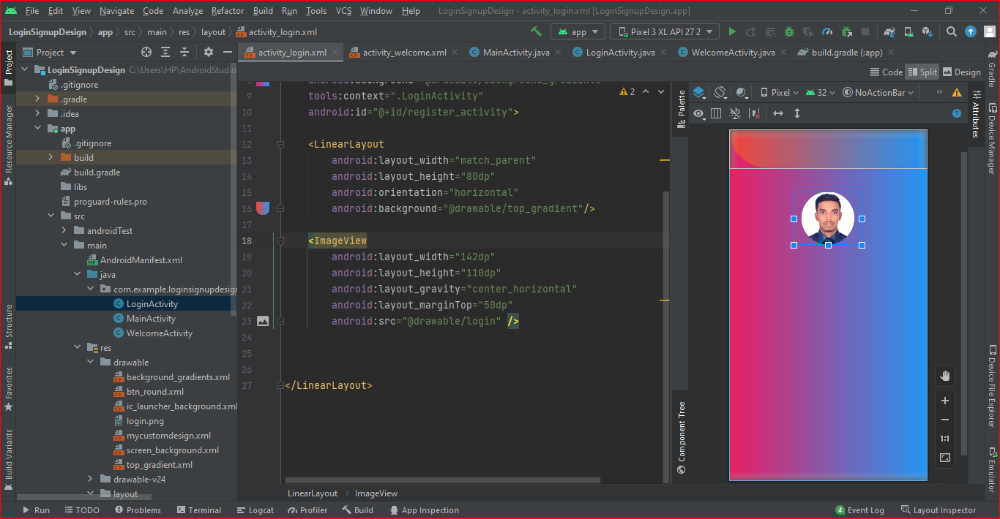 File Edit View Navigate Code Analyze Refactor Build Run Tools VCS Window Help LoginSignupDesign - activity_login.xml [LoginSignupDesign.app]
LoginSignupDesign app src main res layout activity_login.xml app Pixel 3 XL API 27 2
Project activity_login.xml activity_welcome.xml MainActivity.java LoginActivity.java WelcomeActivity.java build.gradle (:app)
Code Split Design
Pixel 32 NoActionBar
Project
Resource Manager
Structure
Favorites
Build Variants
LoginSignupDesign C:\Users\HP\AndroidStudio
.gitignore
.gradle
.idea
app
.gitignore
build
build.gradle
libs
proguard-rules.pro
src
androidTest
main
AndroidManifest.xml
java
com.example.loginsignupdesign
LoginActivity
MainActivity
WelcomeActivity
res
drawable
background_gradients.xml
btn_round.xml
ic_launcher_background.xml
login.png
mycustomdesign.xml
screen_background.xml
top_gradient.xml
drawable-v24
layout
2
9 tools:context=".LoginActivity"
10 android:id="@+id/register_activity">
11
12 <LinearLayout
13 android:layout_width="match_parent"
14 android:layout_height="80dp"
15 android:orientation="horizontal"
16 android:background="@drawable/top_gradient"/>
17
18 <ImageView
19 android:layout_width="142dp"
20 android:layout_height="110dp"
21 android:layout_gravity="center_horizontal"
22 android:layout_marginTop="50dp"
23 android:src="@drawable/login" />
24
25
26
27 </LinearLayout>
Palette
Component Tree
1:1
Attributes
Gradle
Device Manager
Device File Explorer
Emulator
LinearLayout ImageView
Run TODO Problems Terminal Logcat Profiler Build App Inspection 4 Event Log Layout Inspector